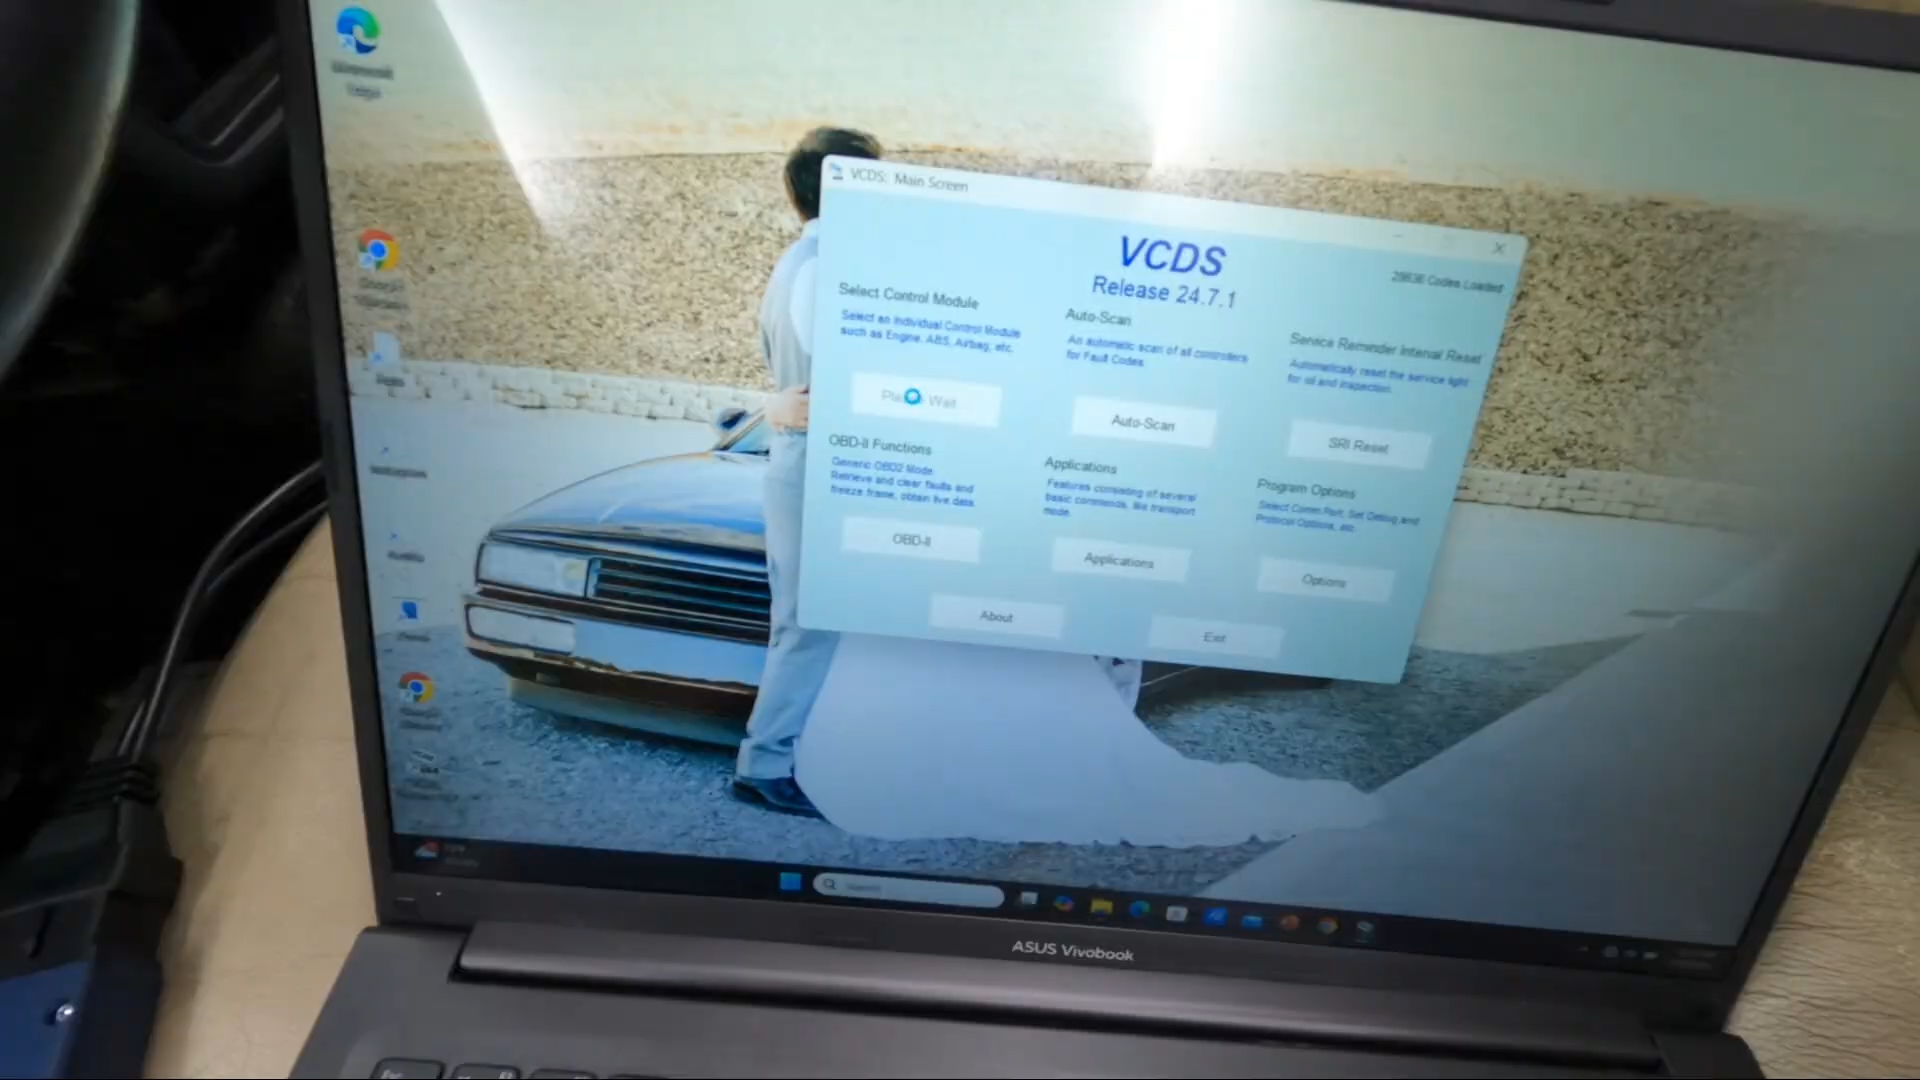 VCDS: Main Screen
VCDS
Release 24.7.1
Codes Loaded
Select Control Module
Select an Individual Control Module
such as Engine, ABS, Airbag, etc.
Please Wait...
Auto-Scan
An automatic scan of all controllers
for Fault Codes.
Auto-Scan
Service Reminder Interval Reset
Automatically reset the service light
for oil and inspection.
SRI Reset
OBD-II Functions
Generic OBD2 Mode.
Retrieve and clear faults and
freeze frame, obtain live data
OBD-II
Applications
Features consisting of several
basic commands, like transport
mode.
Applications
Program Options
Select Comm Port, Set Debug and
Protocol Options, etc.
Options
About
Exit
Search
ASUS Vivobook
Esc